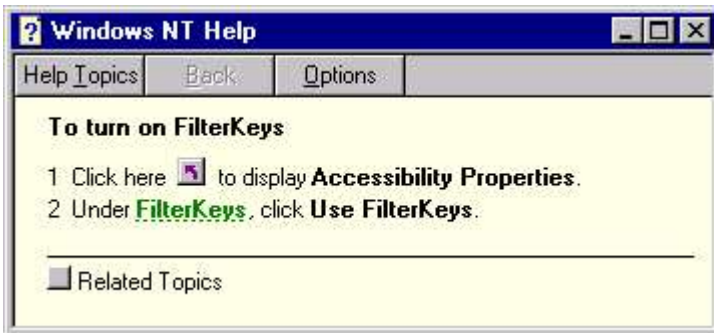 Windows NT Help
Help Topics Back Options
To turn on FilterKeys
1 Click here to display Accessibility Properties.
2 Under FilterKeys, click Use FilterKeys.
Related Topics